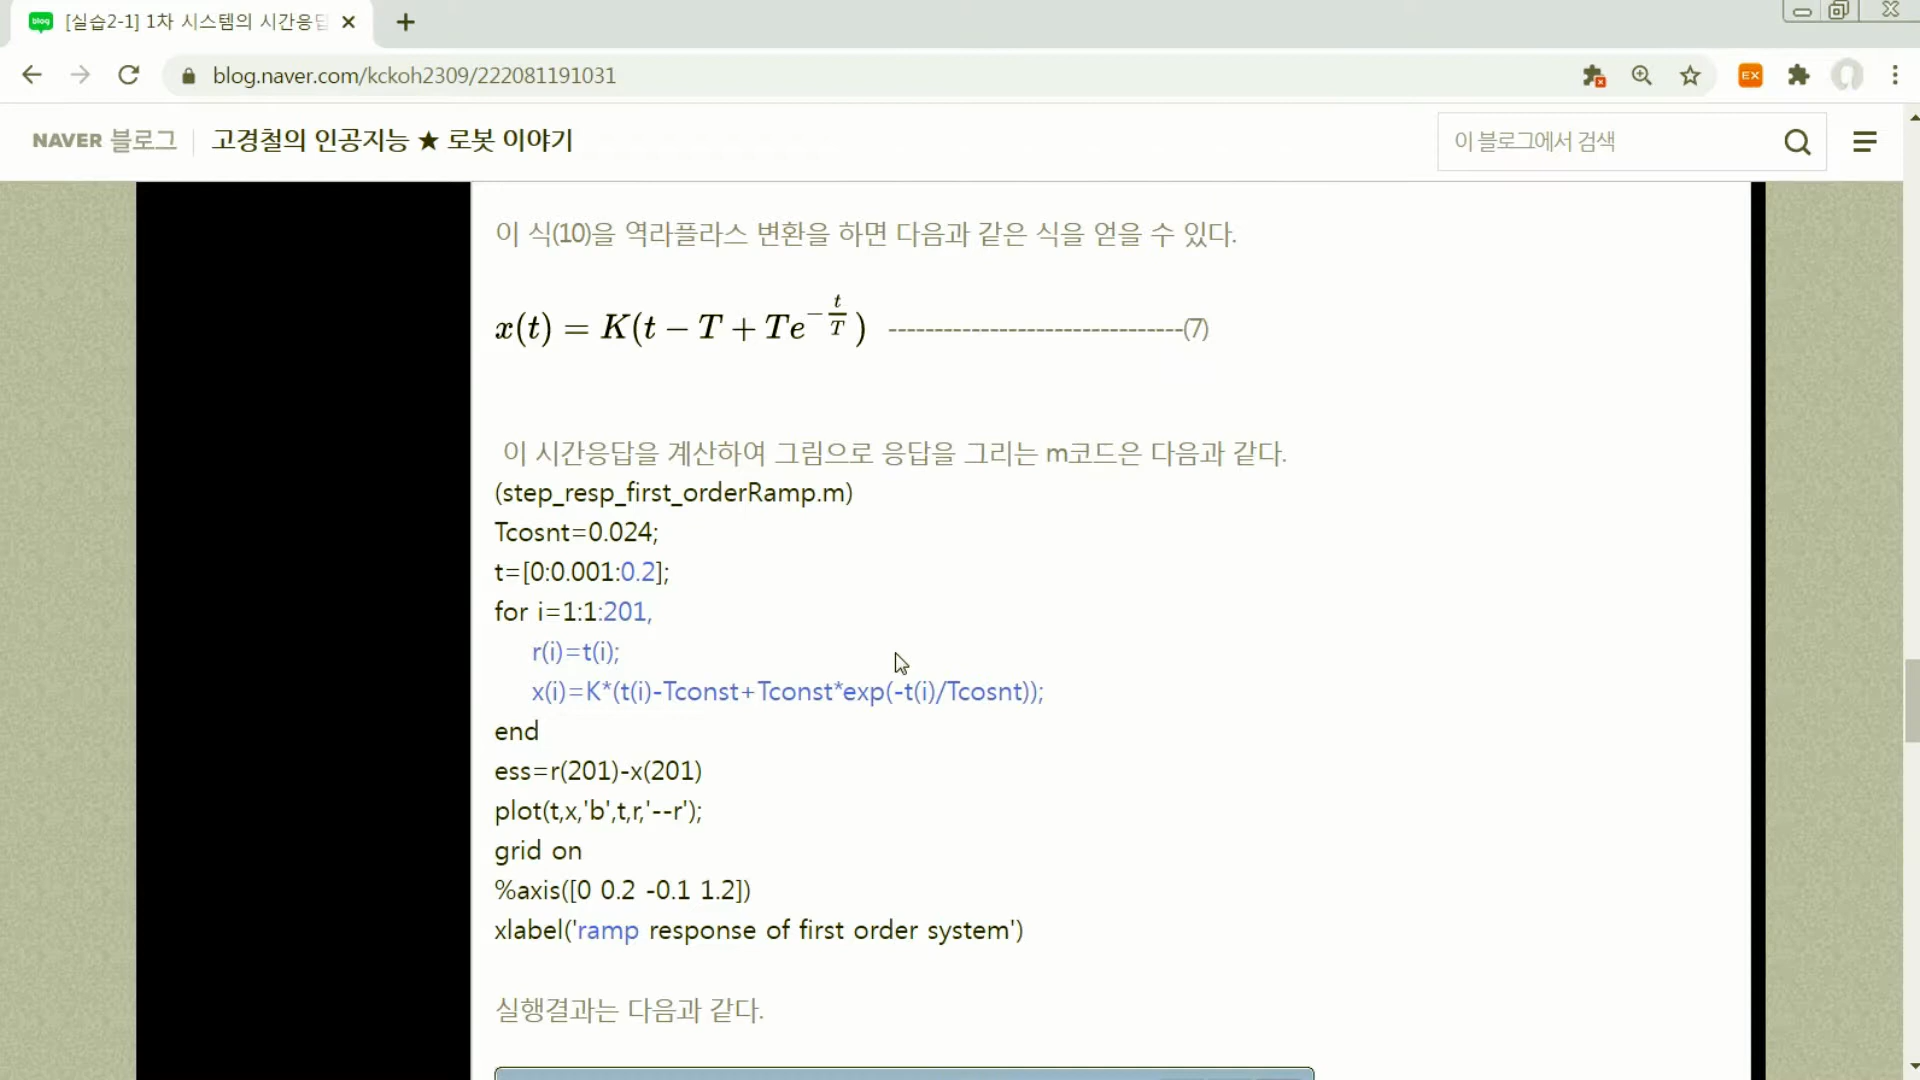 [실습2-1] 1차 시스템의 시간응답
blog.naver.com/kckoh2309/222081191031
EX
NAVER 블로그
고경철의 인공지능 ★ 로봇 이야기
이 블로그에서 검색
이 식(10)을 역라플라스 변환을 하면 다음과 같은 식을 얻을 수 있다.
x(t) = K(t − T + Te^{−t/T}) --------------------------------(7)
이 시간응답을 계산하여 그림으로 응답을 그리는 m코드은 다음과 같다.
(step_resp_first_orderRamp.m)
Tcosnt=0.024;
t=[0:0.001:0.2];
for i=1:1:201,
r(i)=t(i);
x(i)=K*(t(i)-Tconst+Tconst*exp(-t(i)/Tcosnt));
end
ess=r(201)-x(201)
plot(t,x,'b',t,r,'--r');
grid on
%axis([0 0.2 -0.1 1.2])
xlabel('ramp response of first order system')
실행결과는 다음과 같다.